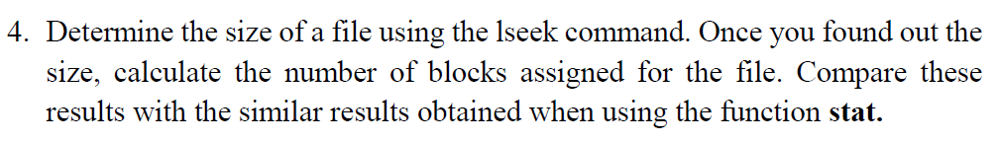 4. Determine the size of a file using the lseek command. Once you found out the
size, calculate the number of blocks assigned for the file. Compare these
results with the similar results obtained when using the function stat.